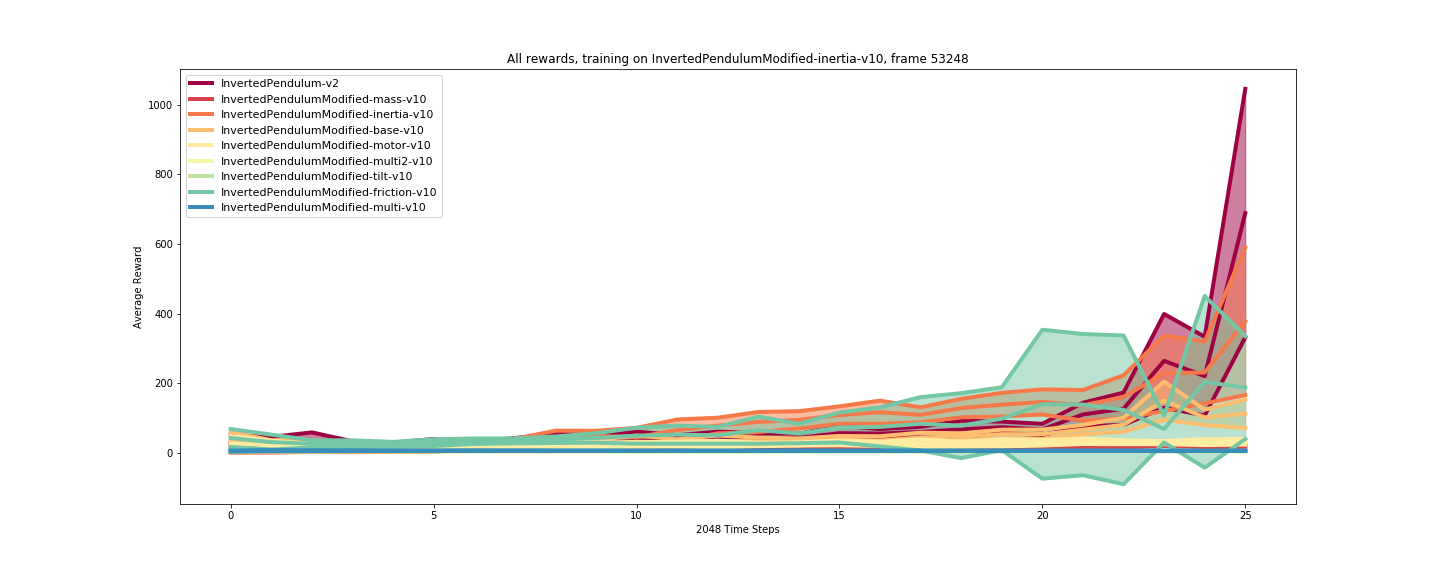 All rewards, training on InvertedPendulumModified-inertia-v10, frame 53248
InvertedPendulum-v2
InvertedPendulumModified-mass-v10
InvertedPendulumModified-inertia-v10
InvertedPendulumModified-base-v10
InvertedPendulumModified-motor-v10
InvertedPendulumModified-multi2-v10
InvertedPendulumModified-tilt-v10
InvertedPendulumModified-friction-v10
InvertedPendulumModified-multi-v10
1000
800
600
400
200
0
Average Reward
0 5 10 15 20 25
2048 Time Steps